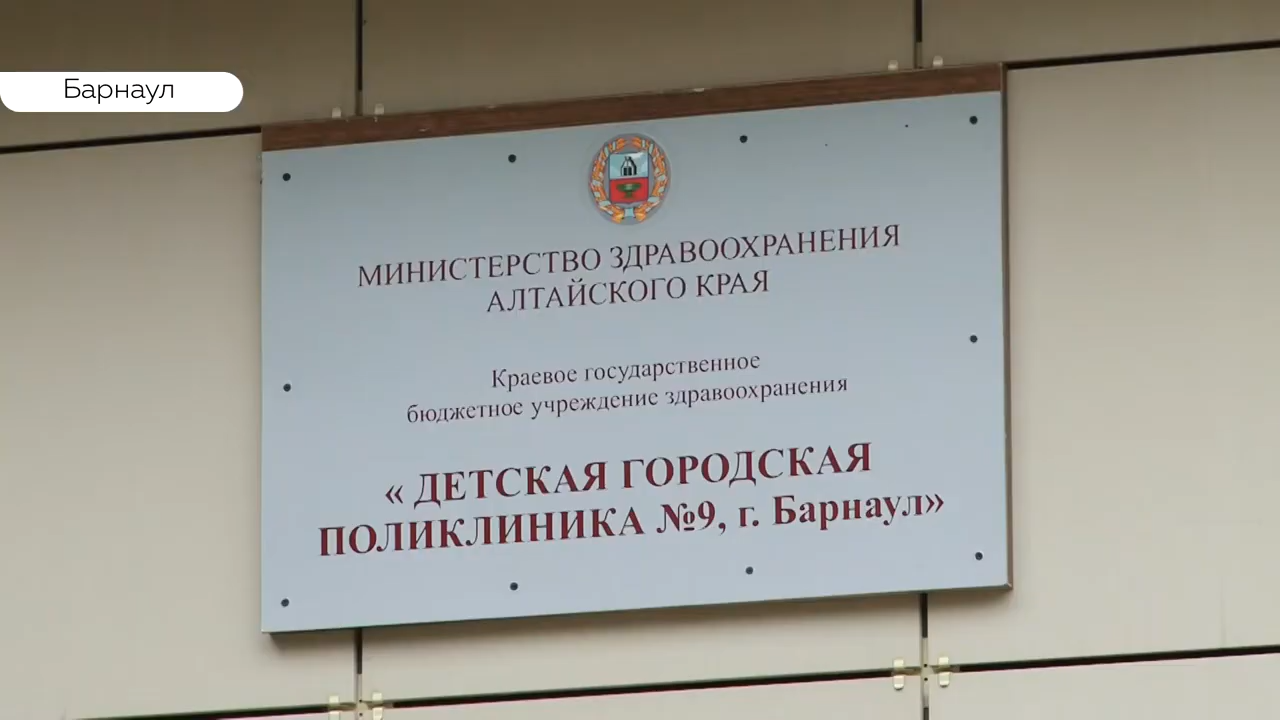 Барнаул
МИНИСТЕРСТВО ЗДРАВООХРАНЕНИЯ
АЛТАЙСКОГО КРАЯ
Краевое государственное
бюджетное учреждение здравоохранения
« ДЕТСКАЯ ГОРОДСКАЯ
ПОЛИКЛИНИКА №9, г. Барнаул»